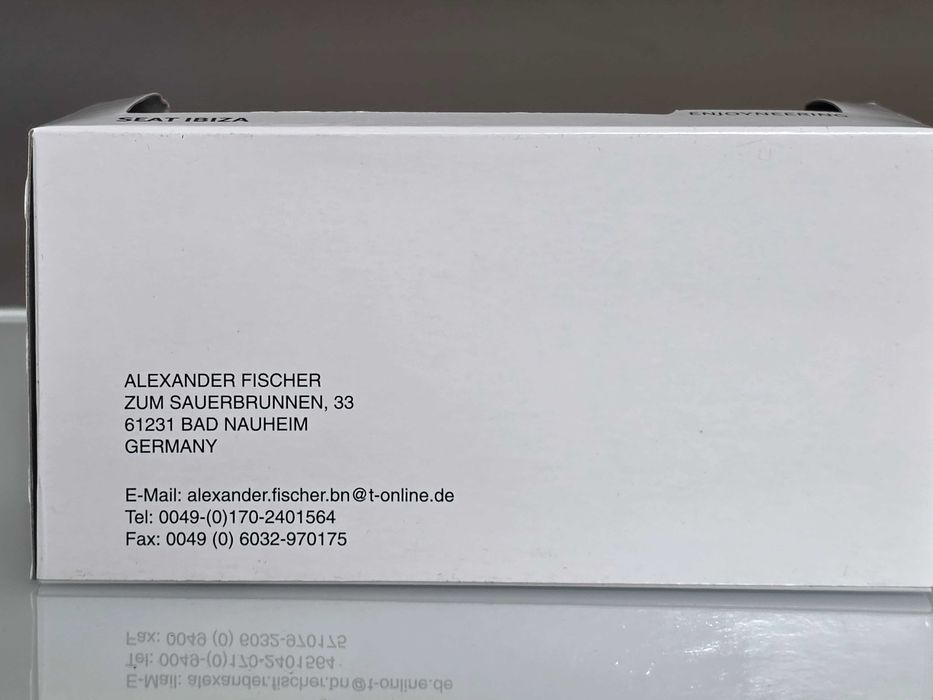 SEAT IBIZA
ENJOYNEERING
ALEXANDER FISCHER
ZUM SAUERBRUNNEN, 33
61231 BAD NAUHEIM
GERMANY
E-Mail: alexander.fischer.bn@t-online.de
Tel: 0049-(0)170-2401564
Fax: 0049 (0) 6032-970175